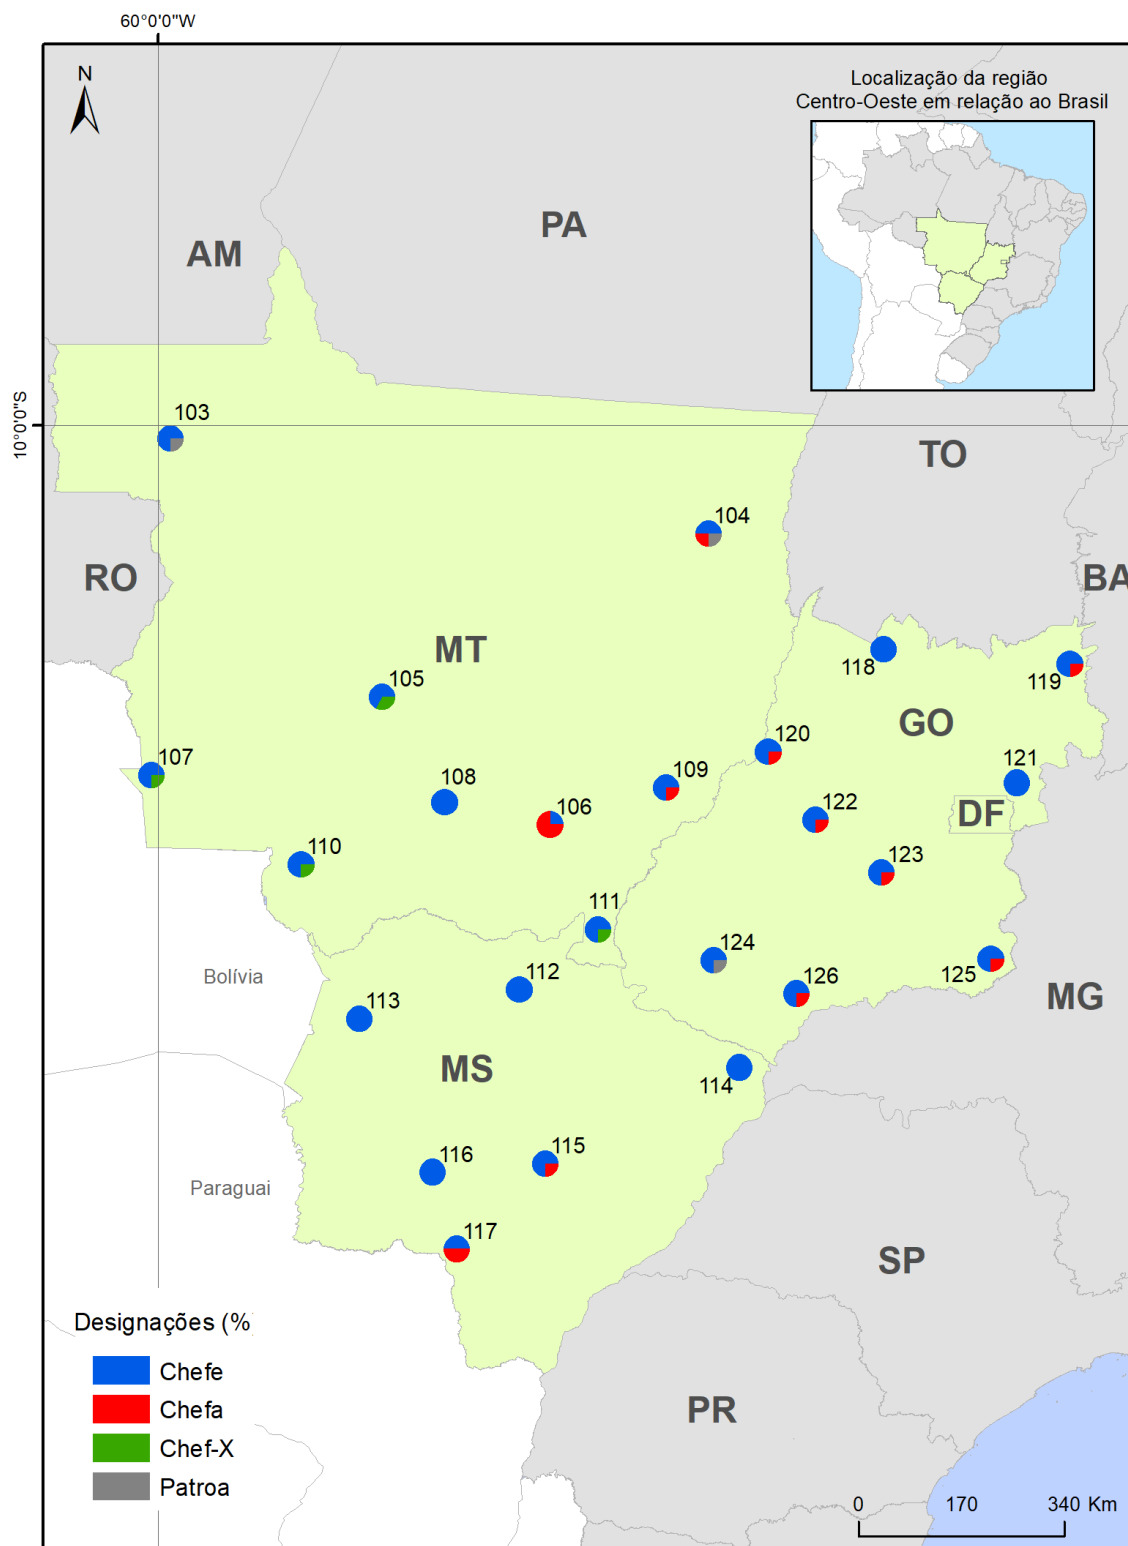 60°0'0"W
N
Localização da região
Centro-Oeste em relação ao Brasil
PA
AM
10°0'0"S
103
TO
104
RO
BA
MT
118
119
105
GO
120
107
109
121
108
106
DF
122
110
123
111
124
125
Bolívia
112
126
113
MG
MS
114
116
115
Paraguai
117
SP
Designações (%)
Chefe
Chefa
PR
Chef-X
Patroa
0 170 340 Km